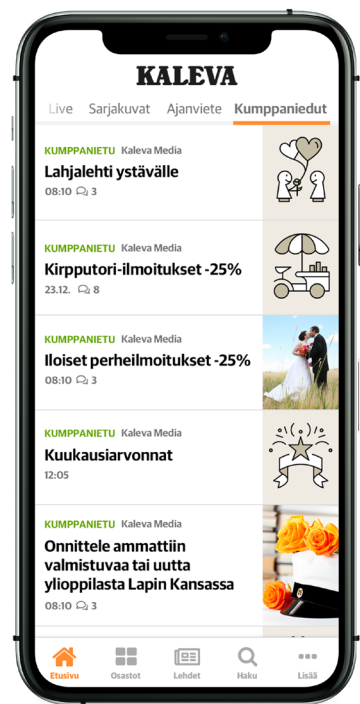 KALEVA
Live Sarjakuvat Ajanviete Kumppaniedut
KUMPPANIETU Kaleva Media
Lahjalehti ystävälle
08:10 3
KUMPPANIETU Kaleva Media
Kirpputori-ilmoitukset -25%
23.12. 8
KUMPPANIETU Kaleva Media
Iloiset perheilmoitukset -25%
08:10 3
KUMPPANIETU Kaleva Media
Kuukausiarvonnat
12:05
KUMPPANIETU Kaleva Media
Onnittele ammattiin
valmistuvaa tai uutta
ylioppilasta Lapin Kansassa
08:10 3
Etusivu Osastot Lehdet Haku Lisää